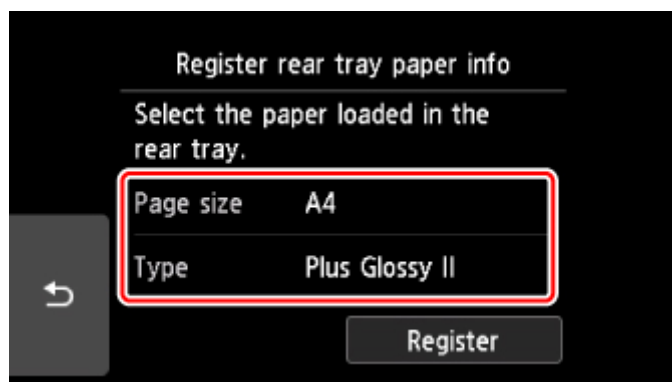 Register rear tray paper info
Select the paper loaded in the
rear tray.
Page size A4
Type Plus Glossy II
Register